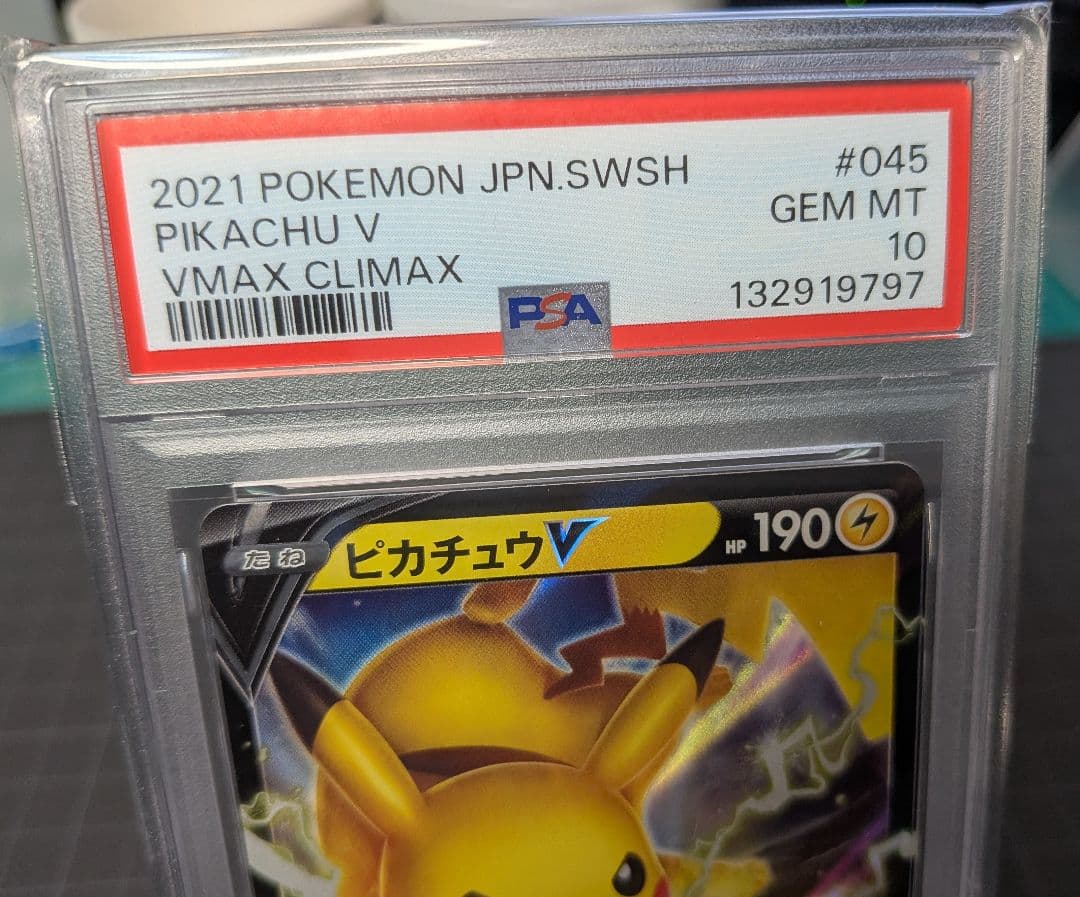 2021 POKEMON JPN.SWSH #045
PIKACHU V GEM MT
VMAX CLIMAX 10
132919797
PSA
たね ピカチュウV HP 190